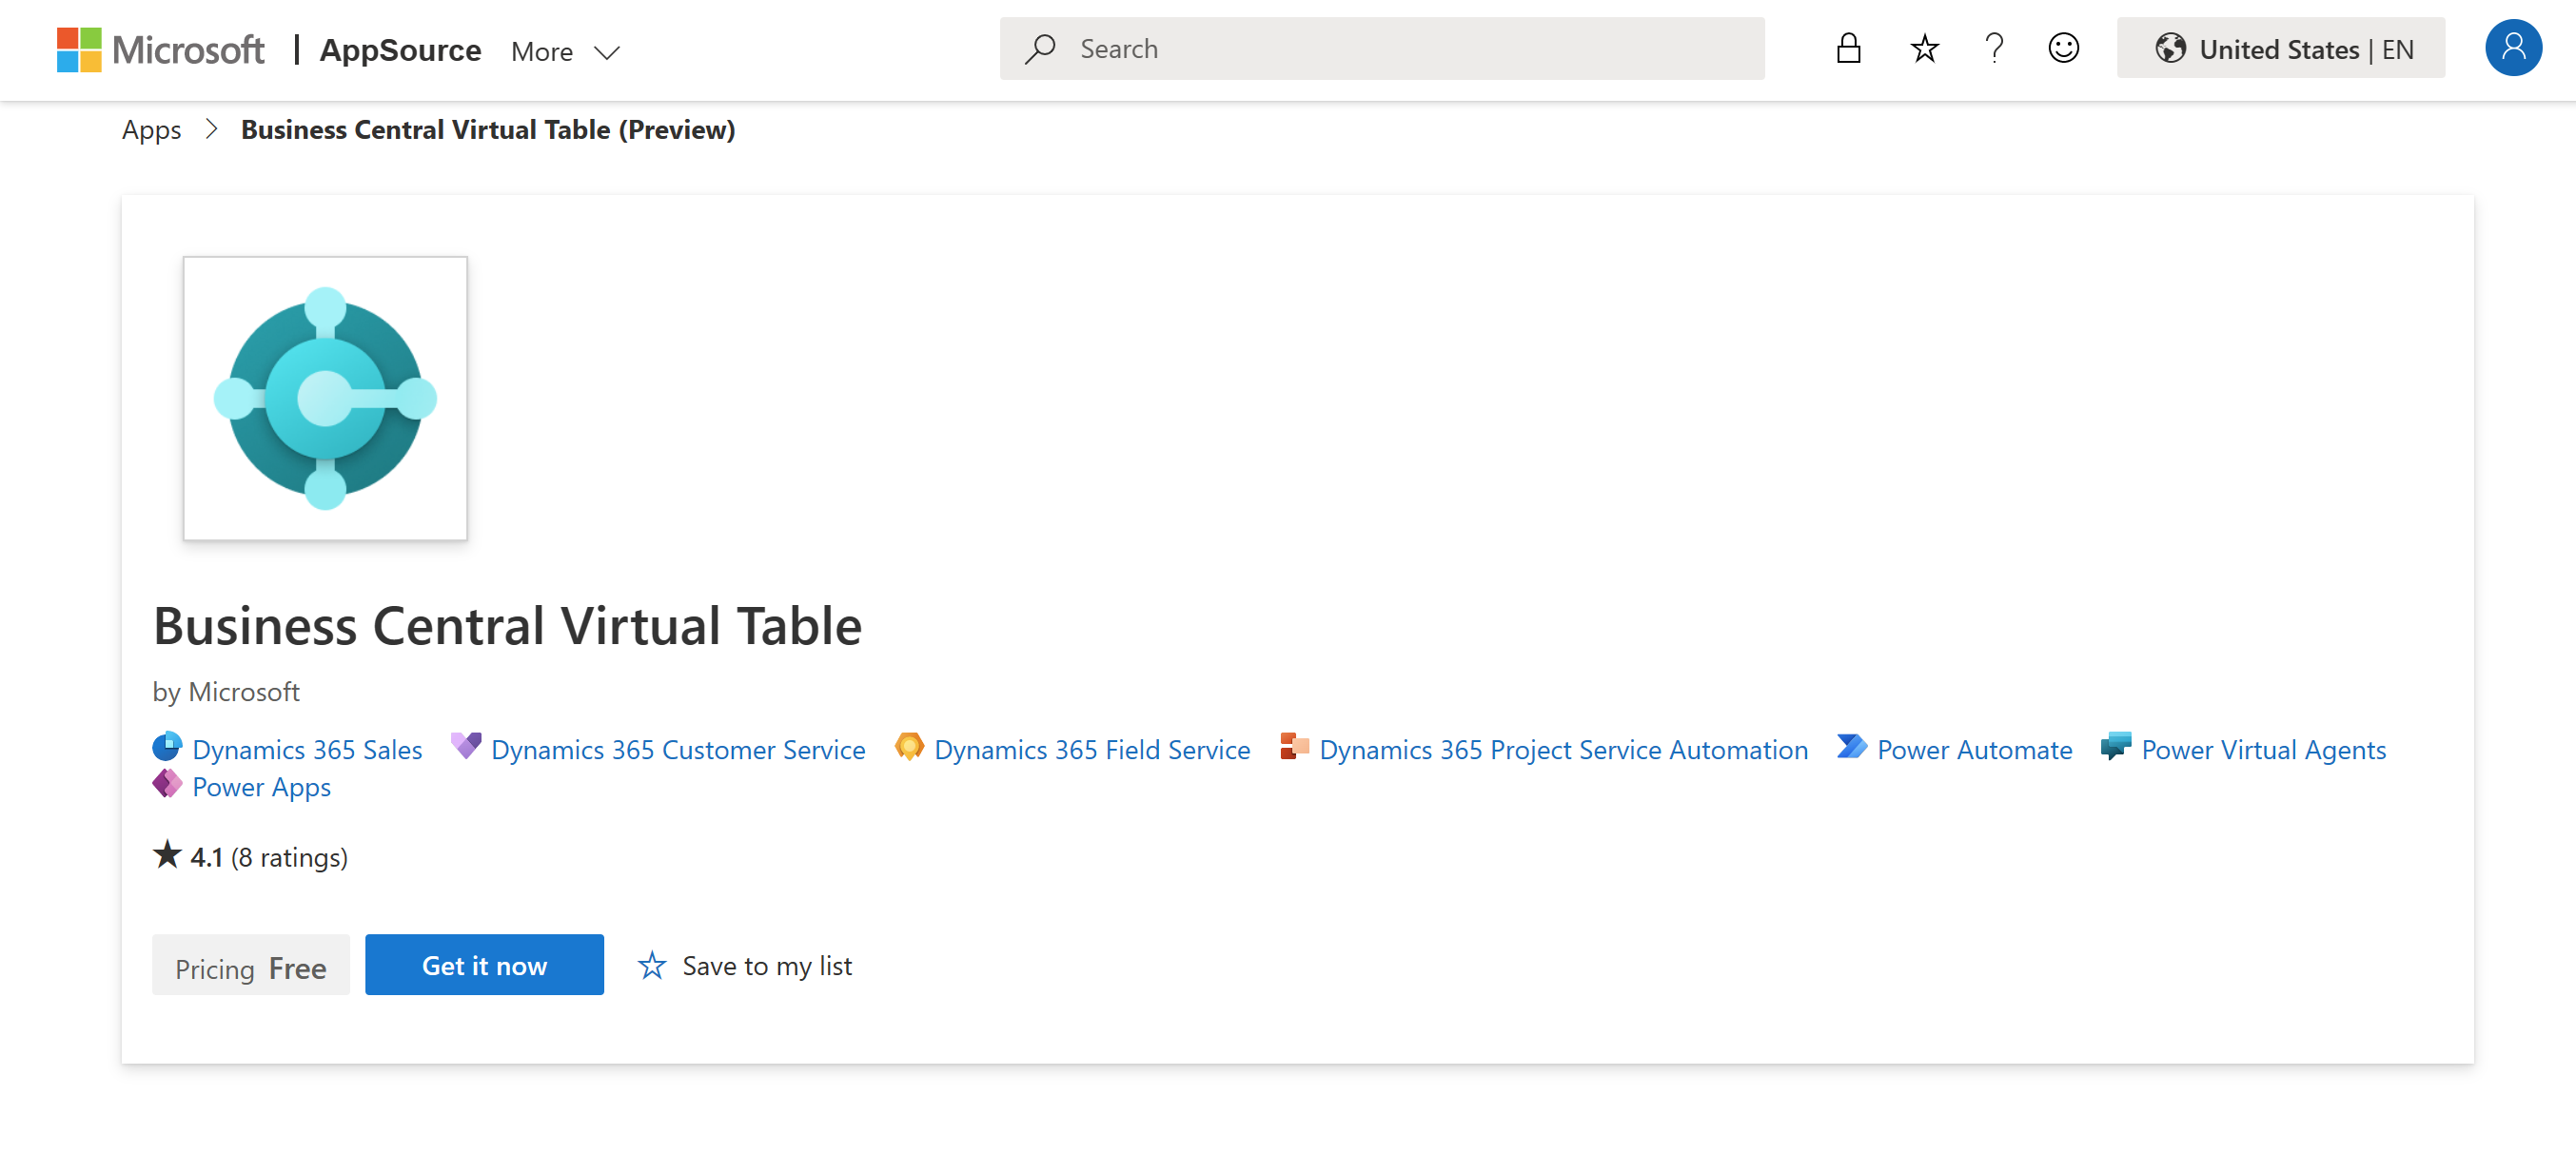 Microsoft | AppSource More Search United States | EN
Apps > Business Central Virtual Table (Preview)
Business Central Virtual Table
by Microsoft
Dynamics 365 Sales Dynamics 365 Customer Service Dynamics 365 Field Service Dynamics 365 Project Service Automation Power Automate Power Virtual Agents
Power Apps
★ 4.1 (8 ratings)
Pricing Free Get it now Save to my list